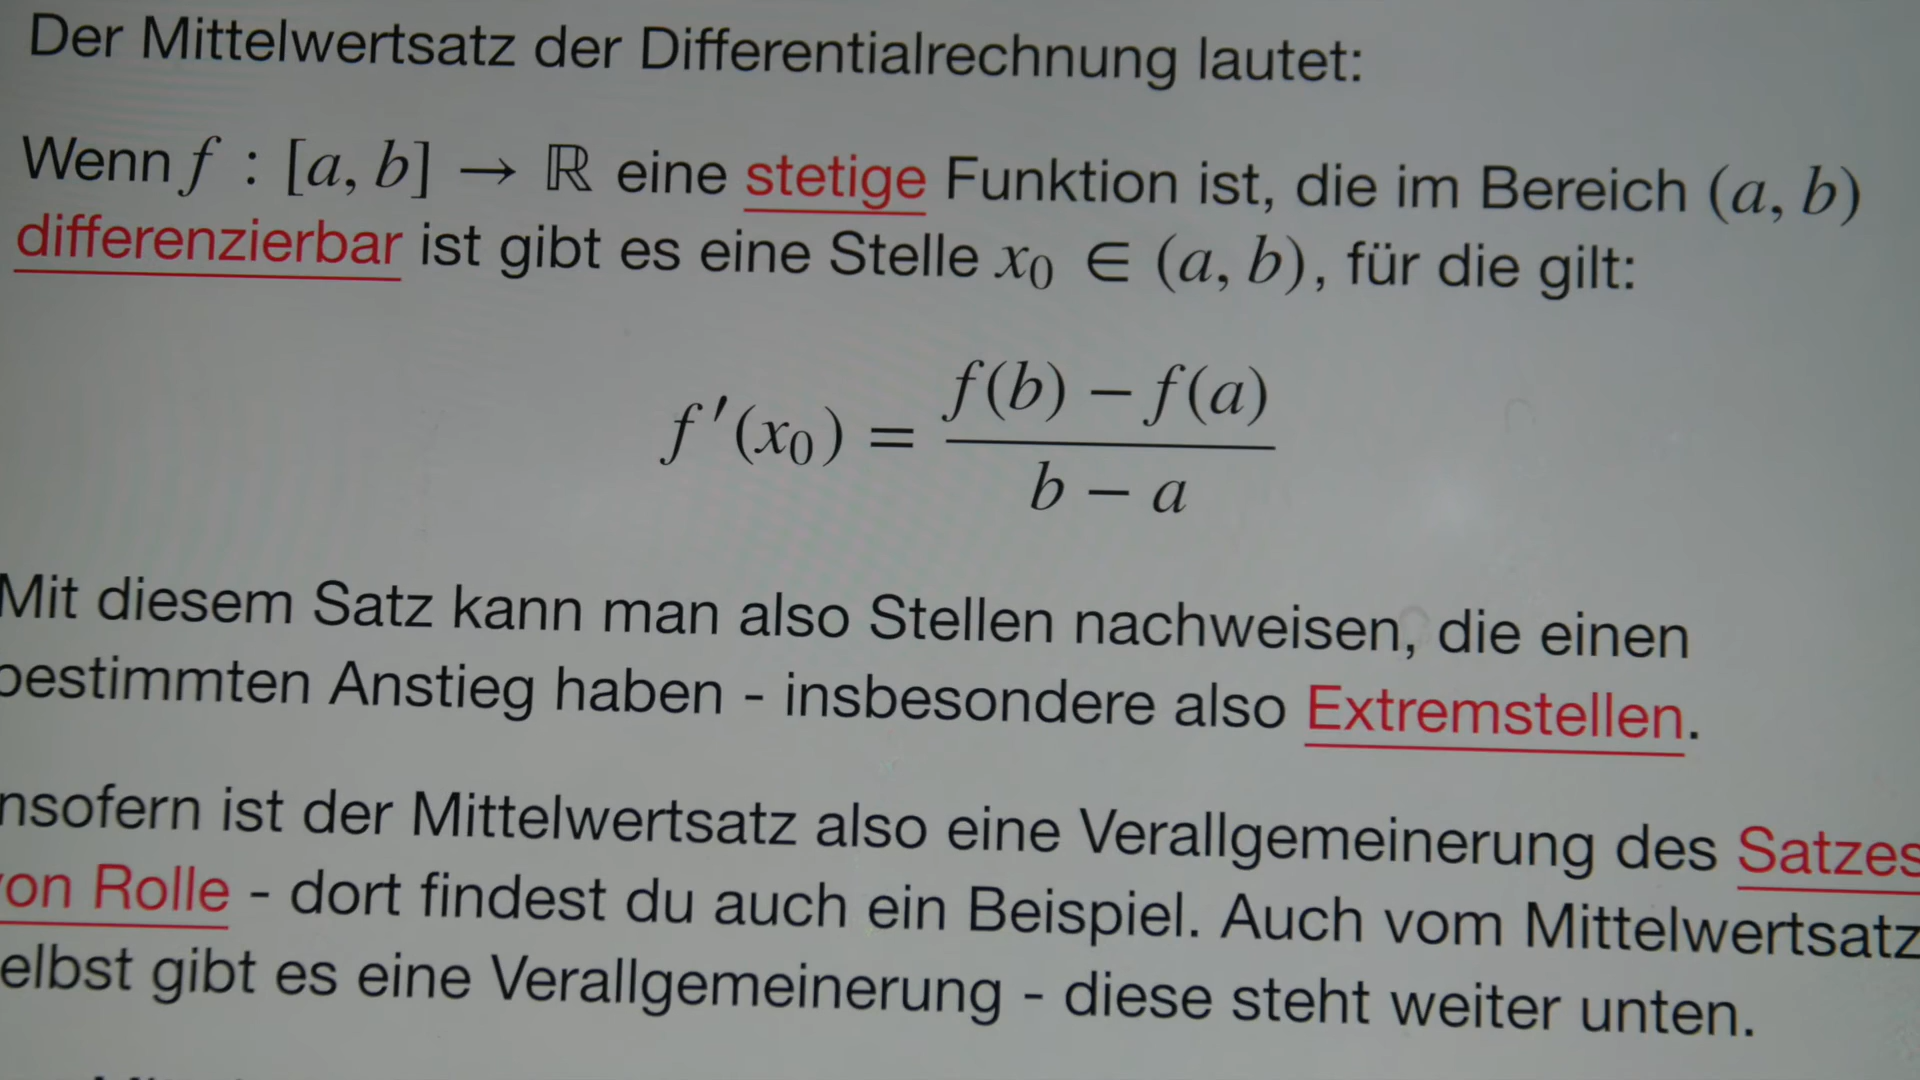 Der Mittelwertsatz der Differentialrechnung lautet:
Wenn f : [a, b] → ℝ eine stetige Funktion ist, die im Bereich (a, b)
differenzierbar ist gibt es eine Stelle x₀ ∈ (a, b), für die gilt:
f′(x₀) = (f(b) − f(a)) / (b − a)
Mit diesem Satz kann man also Stellen nachweisen, die einen
bestimmten Anstieg haben - insbesondere also Extremstellen.
nsofern ist der Mittelwertsatz also eine Verallgemeinerung des Satzes
von Rolle - dort findest du auch ein Beispiel. Auch vom Mittelwertsatz
elbst gibt es eine Verallgemeinerung - diese steht weiter unten.